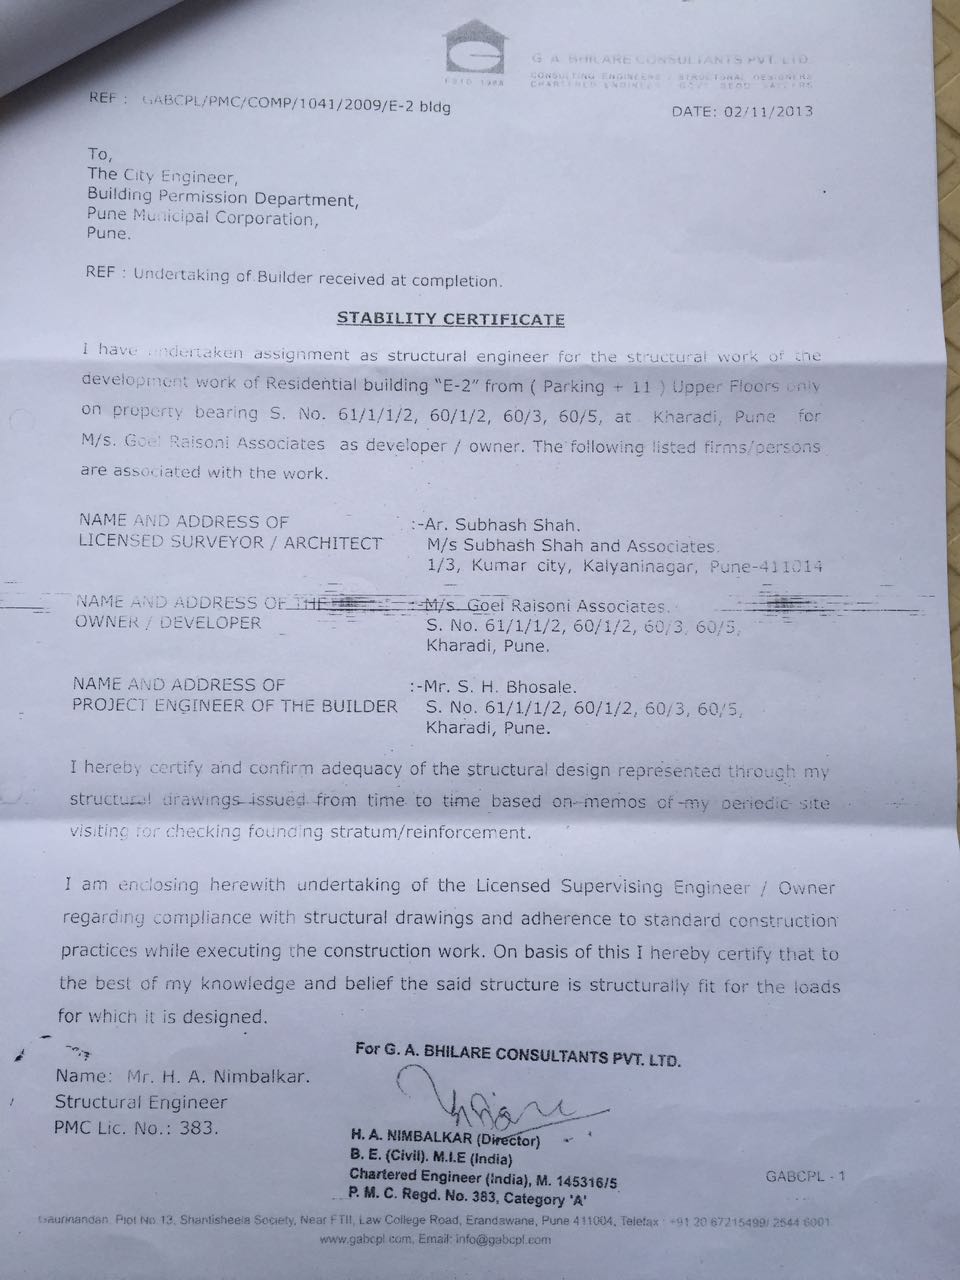 G. A. BHILARE CONSULTANTS PVT. LTD.
CONSULTING ENGINEERS STRUCTURAL DESIGNERS
CHARTERED ENGINEERS GOVT. REGD. VALUERS
ESTD 1988
REF : GABCPL/PMC/COMP/1041/2009/E-2 bldg
DATE: 02/11/2013
To,
The City Engineer,
Building Permission Department,
Pune Municipal Corporation,
Pune.
REF : Undertaking of Builder received at completion.
STABILITY CERTIFICATE
I have undertaken assignment as structural engineer for the structural work of the
development work of Residential building "E-2" from ( Parking + 11 ) Upper Floors only
on property bearing S. No. 61/1/1/2, 60/1/2, 60/3, 60/5, at Kharadi, Pune for
M/s. Goel Raisoni Associates as developer / owner. The following listed firms/persons
are associated with the work.
NAME AND ADDRESS OF :-Ar. Subhash Shah.
LICENSED SURVEYOR / ARCHITECT M/s Subhash Shah and Associates.
1/3, Kumar city, Kalyaninagar, Pune-411014
NAME AND ADDRESS OF THE :-M/s. Goel Raisoni Associates.
OWNER / DEVELOPER S. No. 61/1/1/2, 60/1/2, 60/3, 60/5,
Kharadi, Pune.
NAME AND ADDRESS OF :-Mr. S. H. Bhosale.
PROJECT ENGINEER OF THE BUILDER S. No. 61/1/1/2, 60/1/2, 60/3, 60/5,
Kharadi, Pune.
I hereby certify and confirm adequacy of the structural design represented through my
structural drawings issued from time to time based on memos of my periodic site
visiting for checking founding stratum/reinforcement.
I am enclosing herewith undertaking of the Licensed Supervising Engineer / Owner
regarding compliance with structural drawings and adherence to standard construction
practices while executing the construction work. On basis of this I hereby certify that to
the best of my knowledge and belief the said structure is structurally fit for the loads
for which it is designed.
For G. A. BHILARE CONSULTANTS PVT. LTD.
Name: Mr. H. A. Nimbalkar.
Structural Engineer
PMC Lic. No.: 383.
H. A. NIMBALKAR (Director)
B. E. (Civil). M.I.E (India)
Chartered Engineer (India), M. 145316/5
P. M. C. Regd. No. 383, Category 'A'
GABCPL - 1
Gaurinandan, Plot No 13, Shantisheela Society, Near FTII, Law College Road, Erandawane, Pune 411004, Telefax : +91 20 67215499/ 2544 6001
www.gabcpl.com, Email: info@gabcpl.com